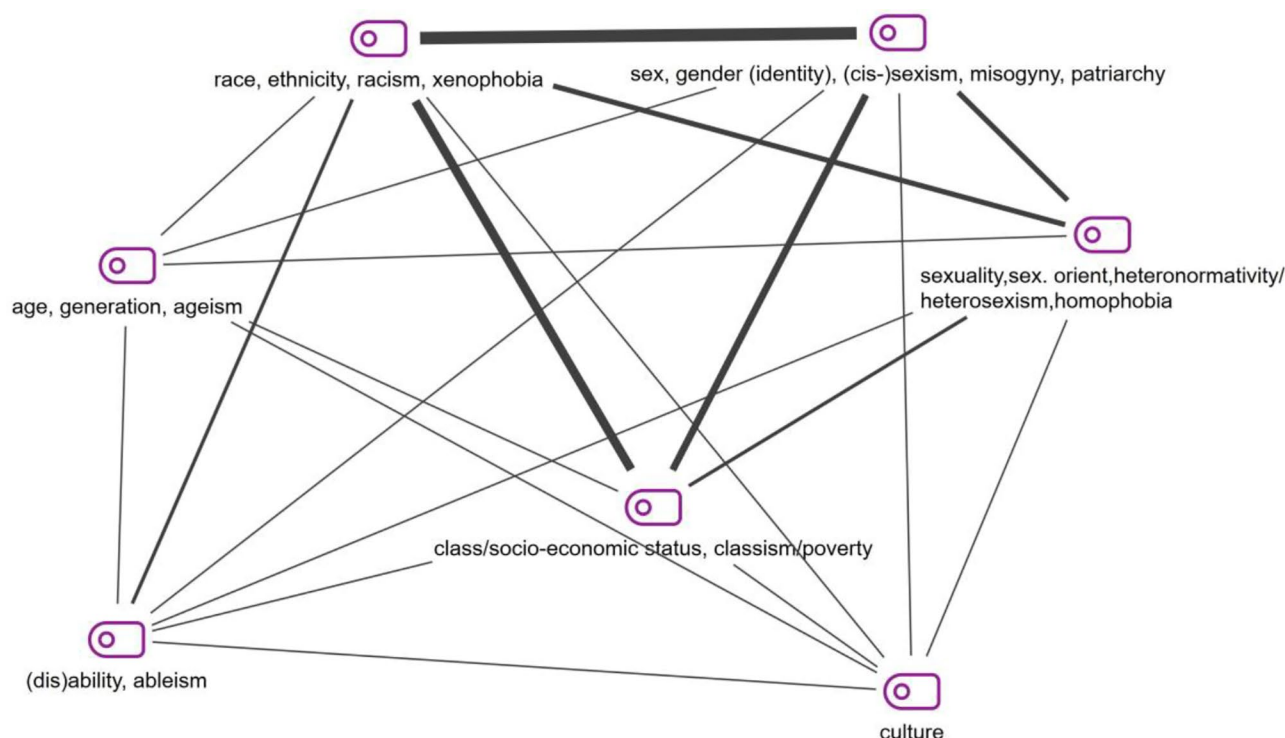 race, ethnicity, racism, xenophobia
sex, gender (identity), (cis-)sexism, misogyny, patriarchy
age, generation, ageism
sexuality,sex. orient,heteronormativity/
heterosexism,homophobia
class/socio-economic status, classism/poverty
(dis)ability, ableism
culture